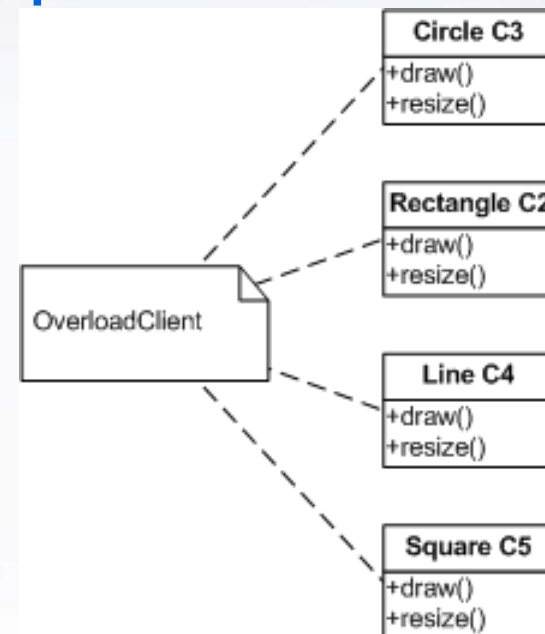 Circle C3
+draw()
+resize()
Rectangle C2
+draw()
+resize()
OverloadClient
Line C4
+draw()
+resize()
Square C5
+draw()
+resize()